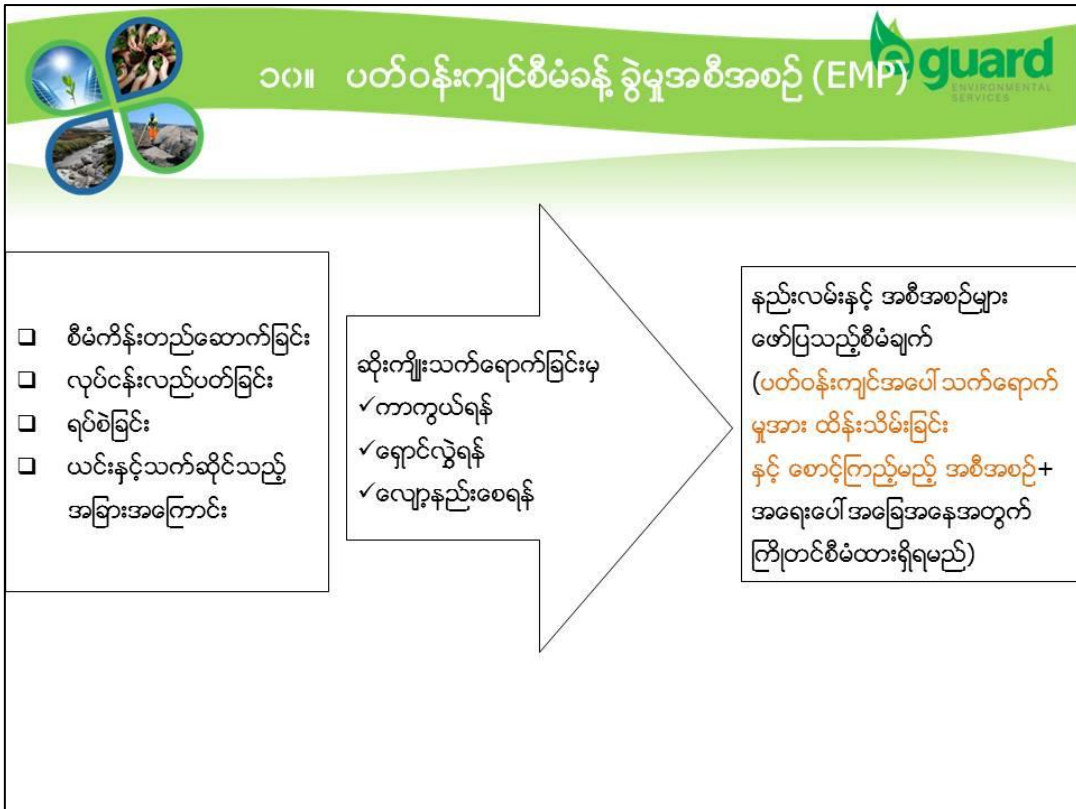 ၁၀။ ပတ်ဝန်းကျင်စီမံခန့် ခွဲမှုအစီအစဉ် (EMP)
eguard
ENVIRONMENTAL
SERVICES
❑ စီမံကိန်းတည်ဆောက်ခြင်း
❑ လုပ်ငန်းလည်ပတ်ခြင်း
❑ ရပ်စဲခြင်း
❑ ယင်းနှင့်သက်ဆိုင်သည့်
အခြားအကြောင်း
ဆိုးကျိုးသက်ရောက်ခြင်းမှ
✓ကာကွယ်ရန်
✓ရှောင်လွှဲရန်
✓လျော့နည်းစေရန်
နည်းလမ်းနှင့် အစီအစဉ်များ
ဖော်ပြသည့်စီမံချက်
(ပတ်ဝန်းကျင်အပေါ် သက်ရောက်
မှုအား ထိန်းသိမ်းခြင်း
နှင့် စောင့်ကြည့်မည့် အစီအစဉ်+
အရေးပေါ် အခြေအနေအတွက်
ကြိုတင်စီမံထားရှိရမည်)